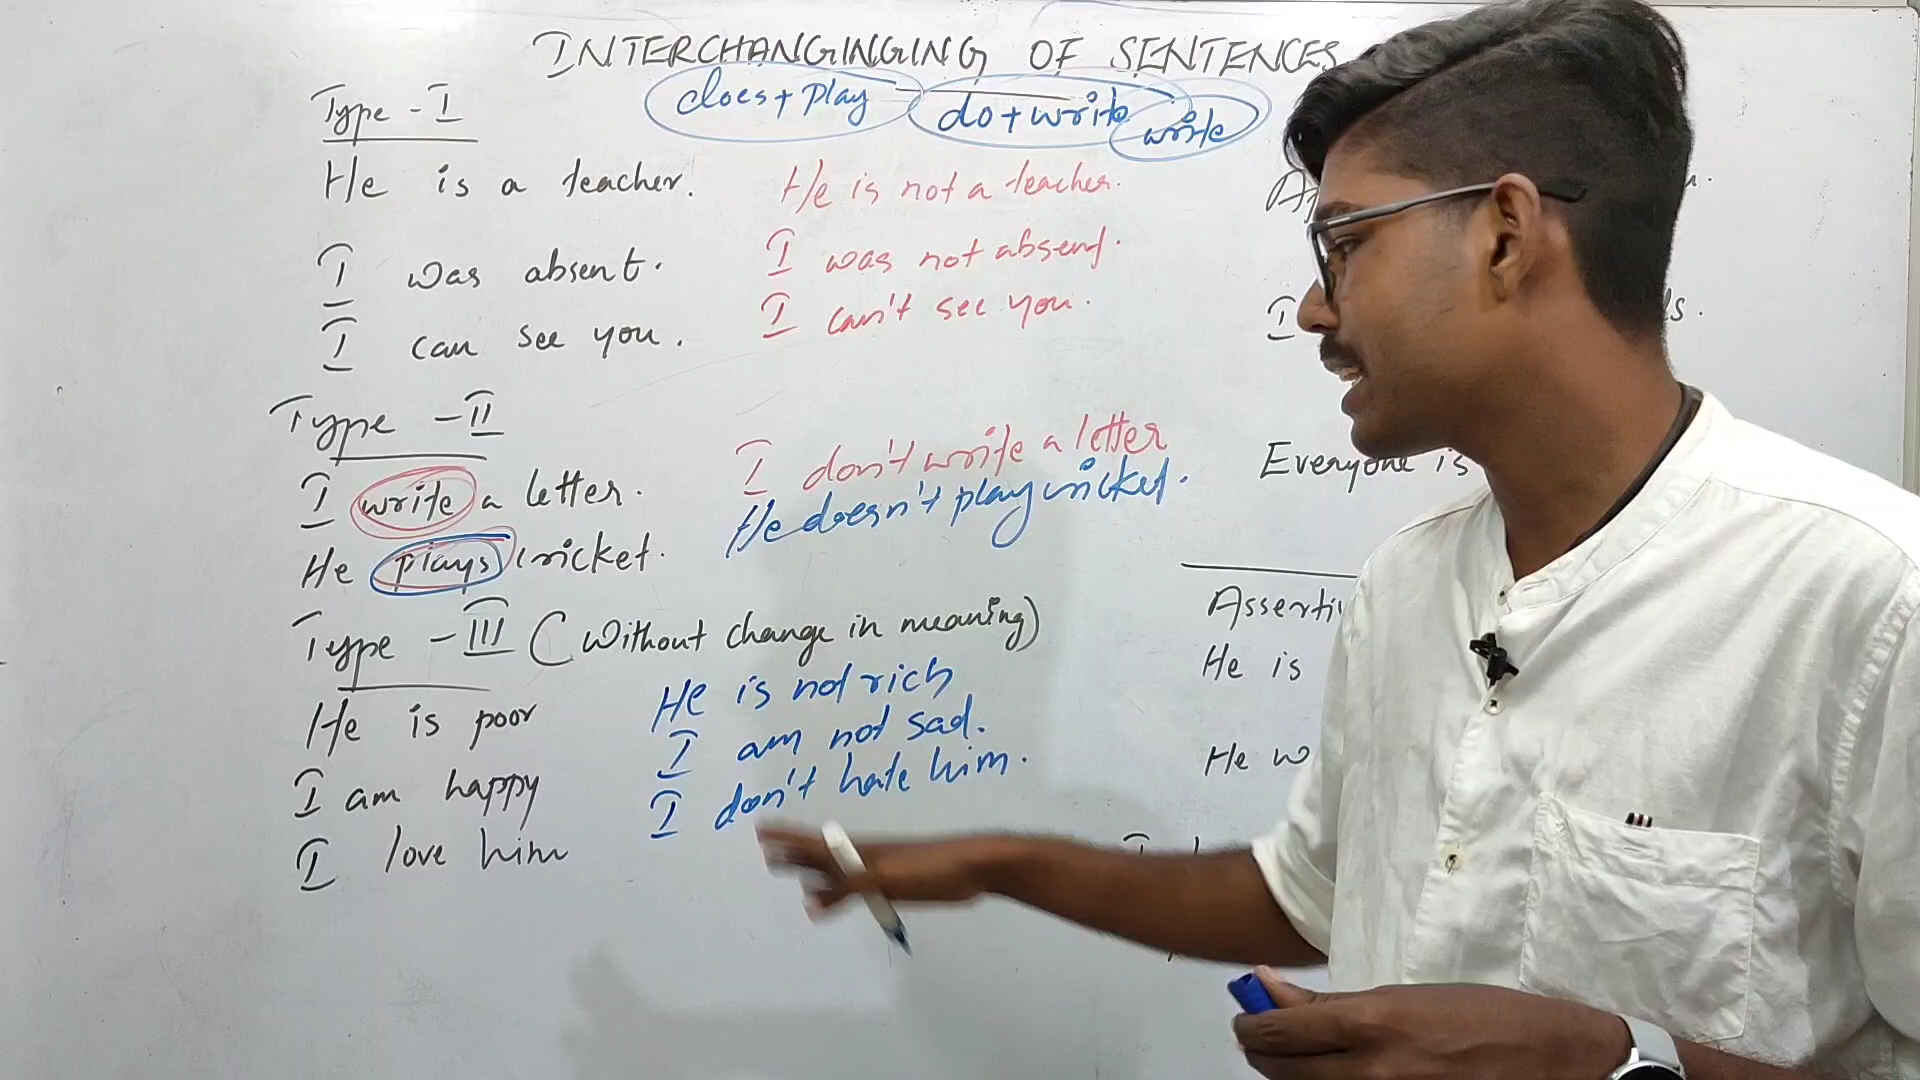 INTERCHANGINGING OF SENTENCES
does + play do + write write
Type - I
He is a teacher. He is not a teacher.
I was absent. I was not absent.
I can see you. I can't see you.
Type - II
I write a letter. I don't write a letter
He plays cricket. He doesn't play cricket.
Type - III (Without change in meaning)
He is poor He is not rich
I am happy I am not sad.
I love him I don't hate him.
Everyone is
He is
He